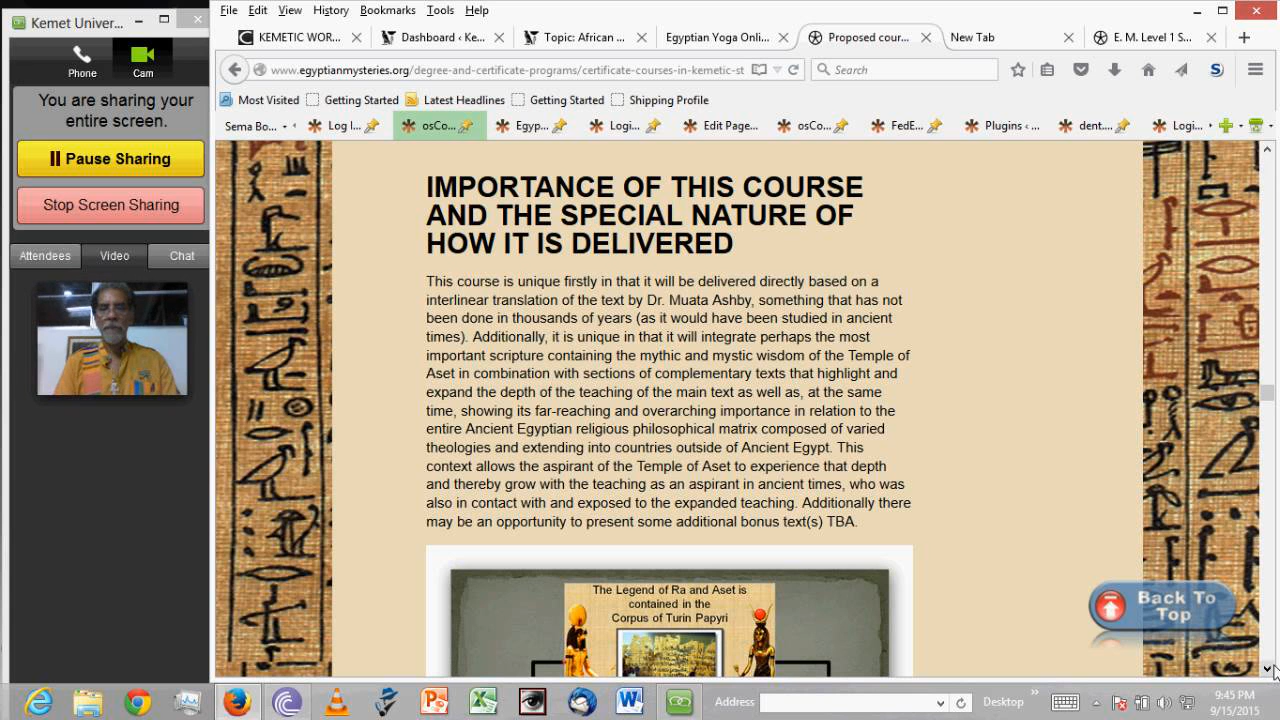 Kemet Univer...
Phone
Cam
You are sharing your
entire screen.
Pause Sharing
Stop Screen Sharing
Attendees
Video
Chat
File
Edit
View
History
Bookmarks
Tools
Help
KEMETIC WOR...
Dashboard ‹ Ke...
Topic: African ...
Egyptian Yoga Onli...
Proposed cour...
New Tab
E. M. Level 1 S...
www.egyptianmysteries.org/degree-and-certificate-programs/certificate-courses-in-kemetic-st
Search
Most Visited
Getting Started
Latest Headlines
Getting Started
Shipping Profile
Sema Bo...
Log I...
osCo...
Egyp...
Logi...
Edit Page...
osCo...
FedE...
Plugins ‹ ...
dent...
Logi...
IMPORTANCE OF THIS COURSE
AND THE SPECIAL NATURE OF
HOW IT IS DELIVERED
This course is unique firstly in that it will be delivered directly based on a
interlinear translation of the text by Dr. Muata Ashby, something that has not
been done in thousands of years (as it would have been studied in ancient
times). Additionally, it is unique in that it will integrate perhaps the most
important scripture containing the mythic and mystic wisdom of the Temple of
Aset in combination with sections of complementary texts that highlight and
expand the depth of the teaching of the main text as well as, at the same
time, showing its far-reaching and overarching importance in relation to the
entire Ancient Egyptian religious philosophical matrix composed of varied
theologies and extending into countries outside of Ancient Egypt. This
context allows the aspirant of the Temple of Aset to experience that depth
and thereby grow with the teaching as an aspirant in ancient times, who was
also in contact with and exposed to the expanded teaching. Additionally there
may be an opportunity to present some additional bonus text(s) TBA.
The Legend of Ra and Aset is
contained in the
Corpus of Turin Papyri
Back To
Top
Address
Desktop
9:45 PM
9/15/2015